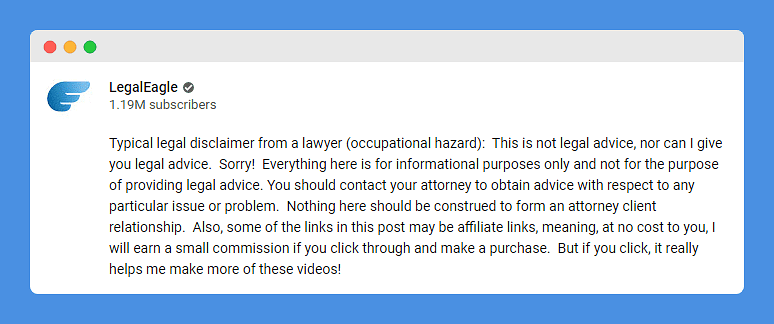 LegalEagle
1.19M subscribers
Typical legal disclaimer from a lawyer (occupational hazard):  This is not legal advice, nor can I give
you legal advice.  Sorry!  Everything here is for informational purposes only and not for the purpose
of providing legal advice. You should contact your attorney to obtain advice with respect to any
particular issue or problem.  Nothing here should be construed to form an attorney client
relationship.  Also, some of the links in this post may be affiliate links, meaning, at no cost to you, I
will earn a small commission if you click through and make a purchase.  But if you click, it really
helps me make more of these videos!